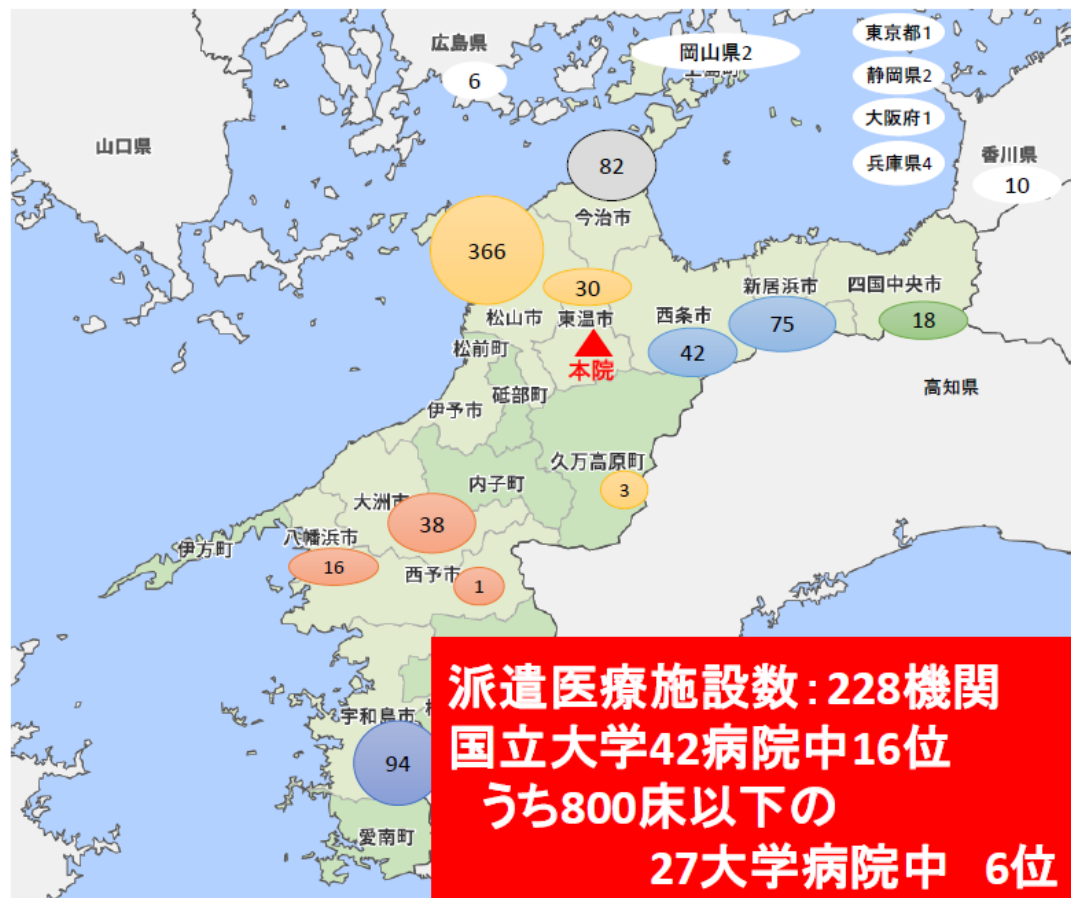 広島県
6
岡山県2
上島町
東京都1
静岡県2
大阪府1
兵庫県4
香川県
10
山口県
82
今治市
366
30
松山市
東温市
本院
西条市
42
新居浜市
75
四国中央市
18
松前町
砥部町
伊予市
高知県
久万高原町
3
内子町
大洲市
38
八幡浜市
16
伊方町
西予市
1
宇和島市
94
愛南町
派遣医療施設数：228機関
国立大学42病院中16位
うち800床以下の
27大学病院中 6位